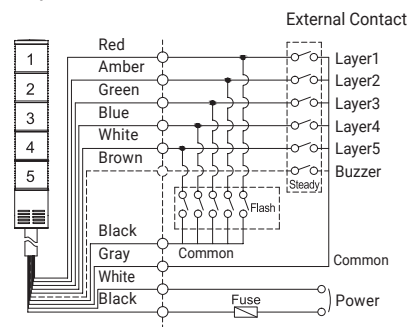 External Contact
Red
Amber
Green
Blue
White
Brown
1
2
3
4
5
Layer1
Layer2
Layer3
Layer4
Layer5
Buzzer
Steady
Flash
Black
Common
Gray
Common
White
Black
Fuse
Power